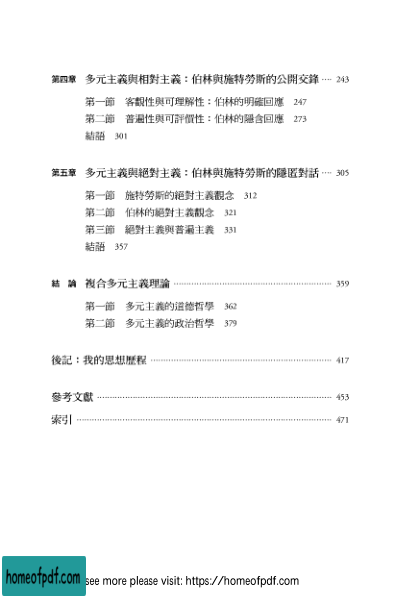 第四章 多元主義與相對主義：伯林與施特勞斯的公開交鋒 ···· 243
第一節 客觀性與可理解性：伯林的明確回應 247
第二節 普遍性與可評價性：伯林的隱含回應 273
結語 301
第五章 多元主義與絕對主義：伯林與施特勞斯的隱匿對話 ···· 305
第一節 施特勞斯的絕對主義觀念 312
第二節 伯林的絕對主義觀念 321
第三節 絕對主義與普遍主義 331
結語 357
結 論 複合多元主義理論 ···· 359
第一節 多元主義的道德哲學 362
第二節 多元主義的政治哲學 379
後記：我的思想歷程 ···· 417
參考文獻 ···· 453
索引 ···· 471
homeofpdf.com see more please visit: https://homeofpdf.com